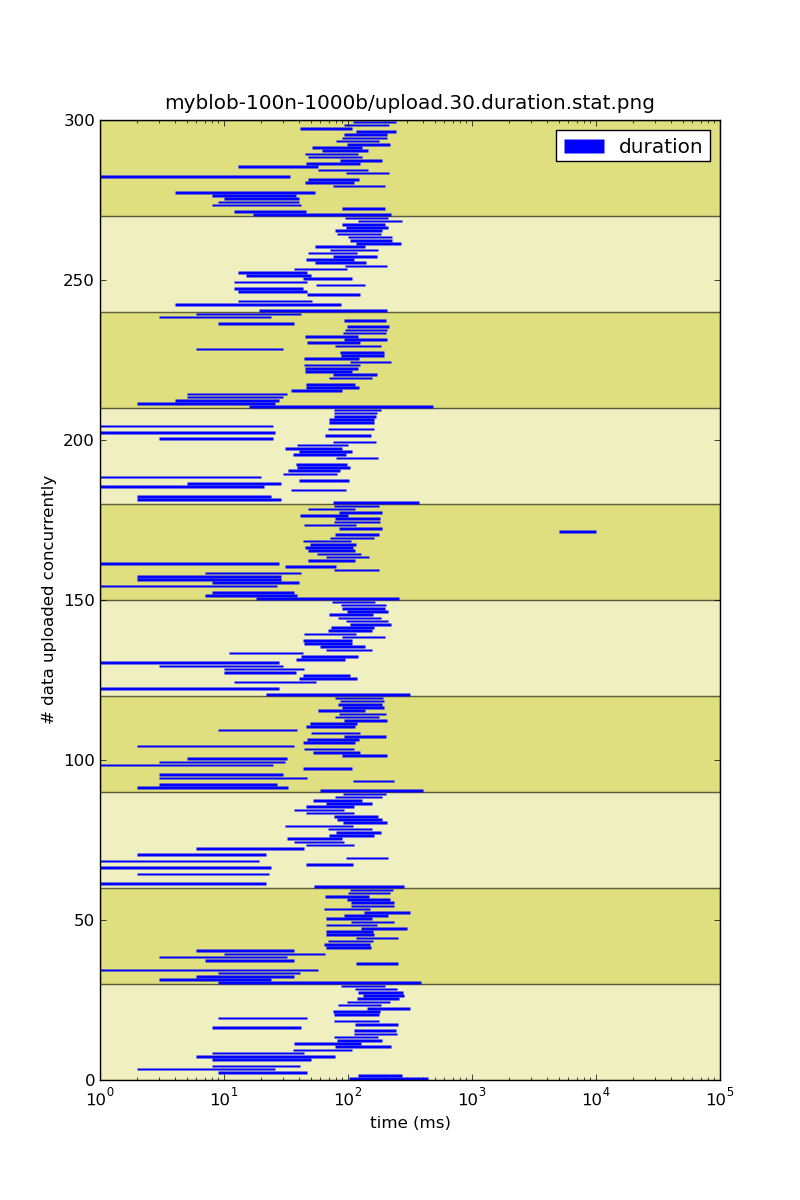 myblob-100n-1000b/upload.30.duration.stat.png
300
duration
250
200
150
100
50
0
# data uploaded concurrently
10^0 10^1 10^2 10^3 10^4 10^5
time (ms)